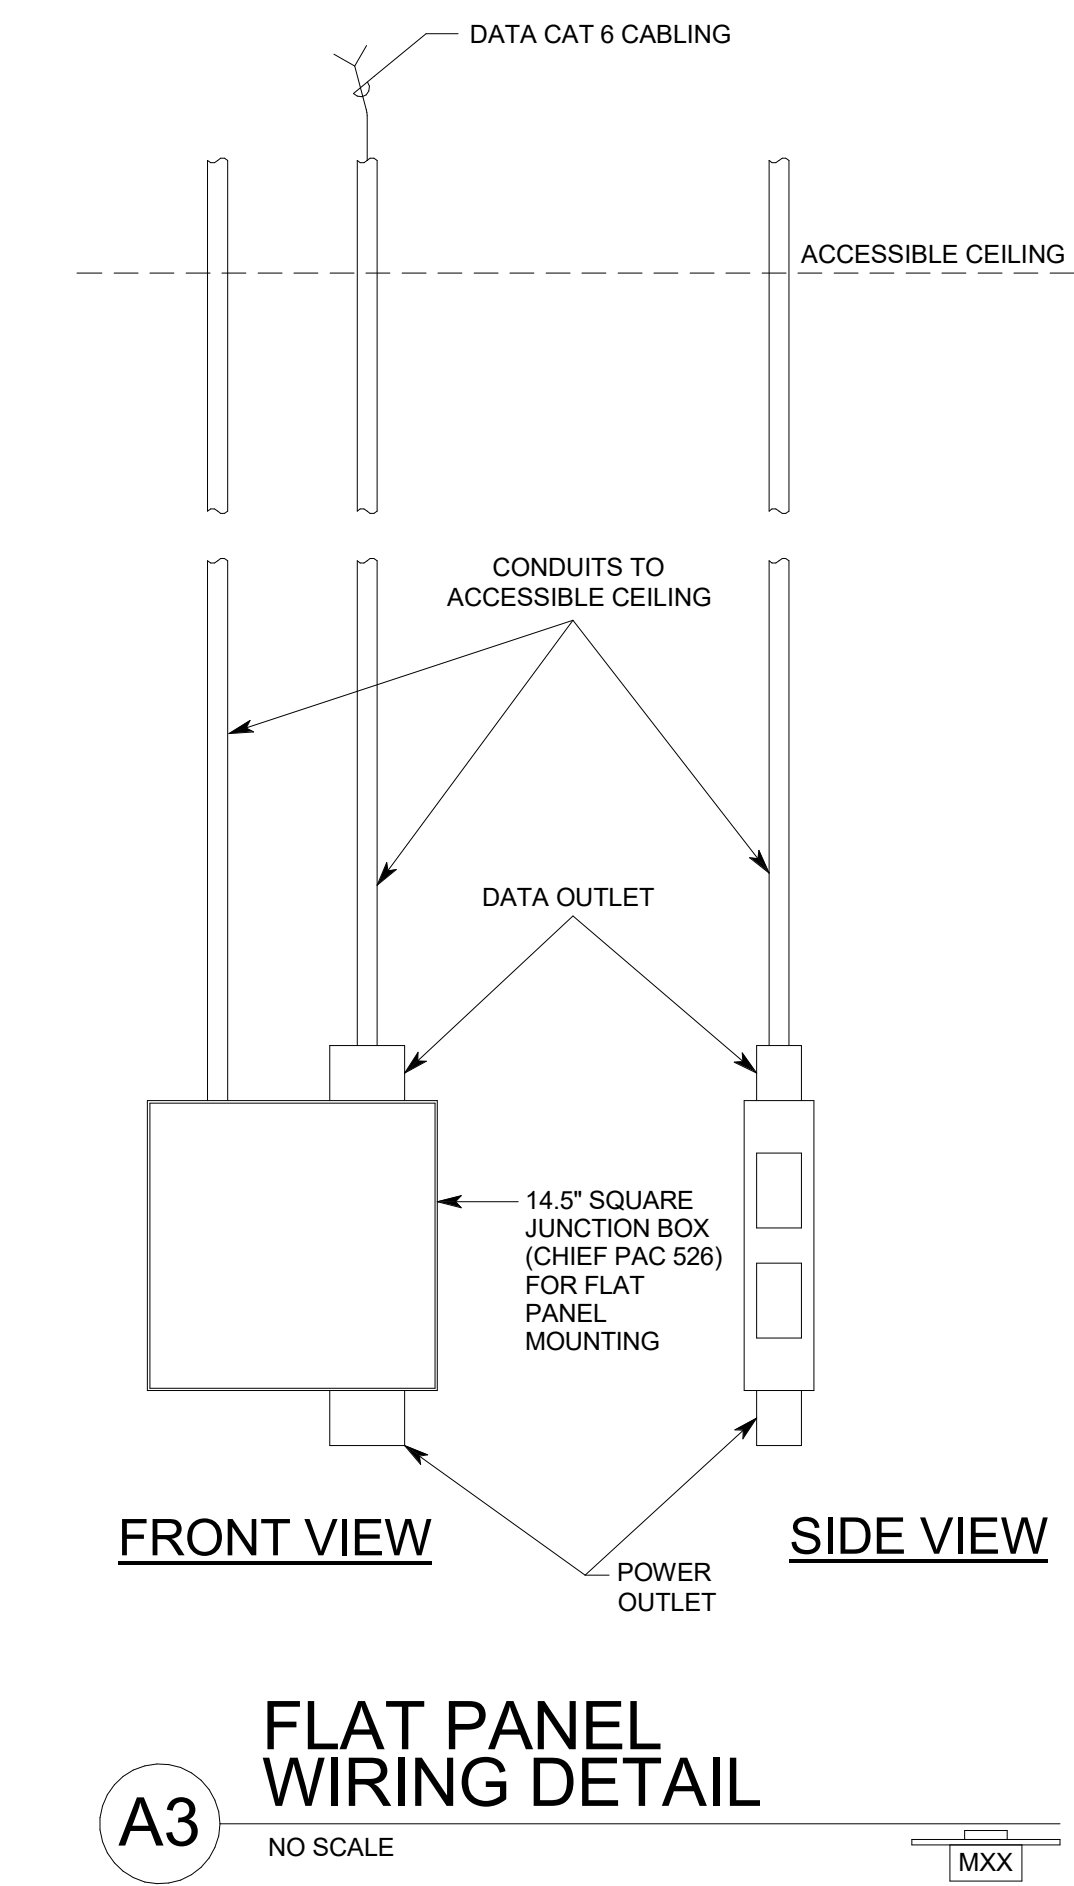 DATA CAT 6 CABLING
ACCESSIBLE CEILING
CONDUITS TO
ACCESSIBLE CEILING
DATA OUTLET
14.5" SQUARE
JUNCTION BOX
(CHIEF PAC 526)
FOR FLAT
PANEL
MOUNTING
FRONT VIEW
SIDE VIEW
POWER
OUTLET
FLAT PANEL
WIRING DETAIL
A3
NO SCALE
MXX